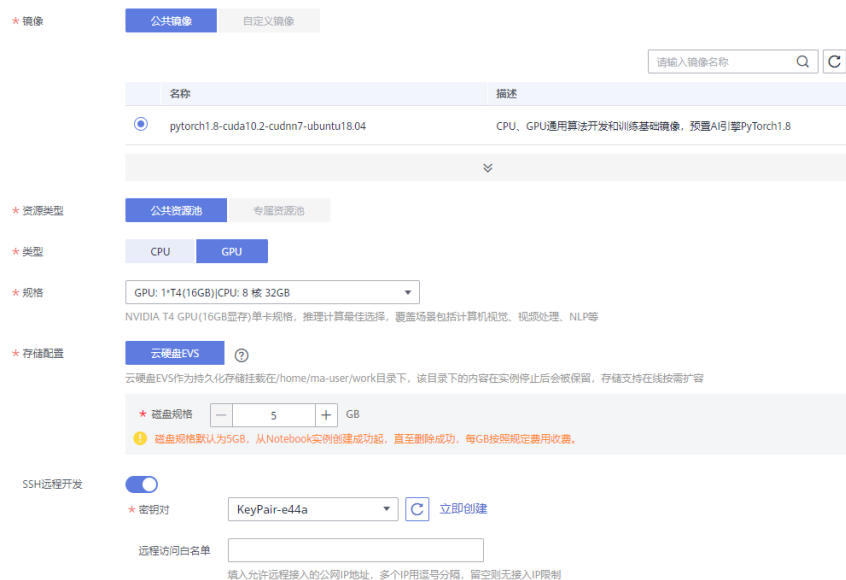 * 镜像 公共镜像 自定义镜像
请输入镜像名称
名称 描述
pytorch1.8-cuda10.2-cudnn7-ubuntu18.04 CPU、GPU通用算法开发和训练基础镜像，预置AI引擎PyTorch1.8
* 资源类型 公共资源池 专属资源池
* 类型 CPU GPU
* 规格 GPU: 1*T4(16GB)|CPU: 8 核 32GB
NVIDIA T4 GPU(16GB显存)单卡规格，推理计算最佳选择，覆盖场景包括计算机视觉、视频处理、NLP等
* 存储配置 云硬盘EVS ?
云硬盘EVS作为持久化存储挂载在/home/ma-user/work目录下，该目录下的内容在实例停止后会被保留，存储支持在线按需扩容
* 磁盘规格 — 5 + GB
! 磁盘规格默认为5GB，从Notebook实例创建成功起，直至删除成功，每GB按照规定费用收费。
SSH远程开发
* 密钥对 KeyPair-e44a 立即创建
远程访问白名单
填入允许远程接入的公网IP地址，多个IP用逗号分隔，留空则无接入IP限制